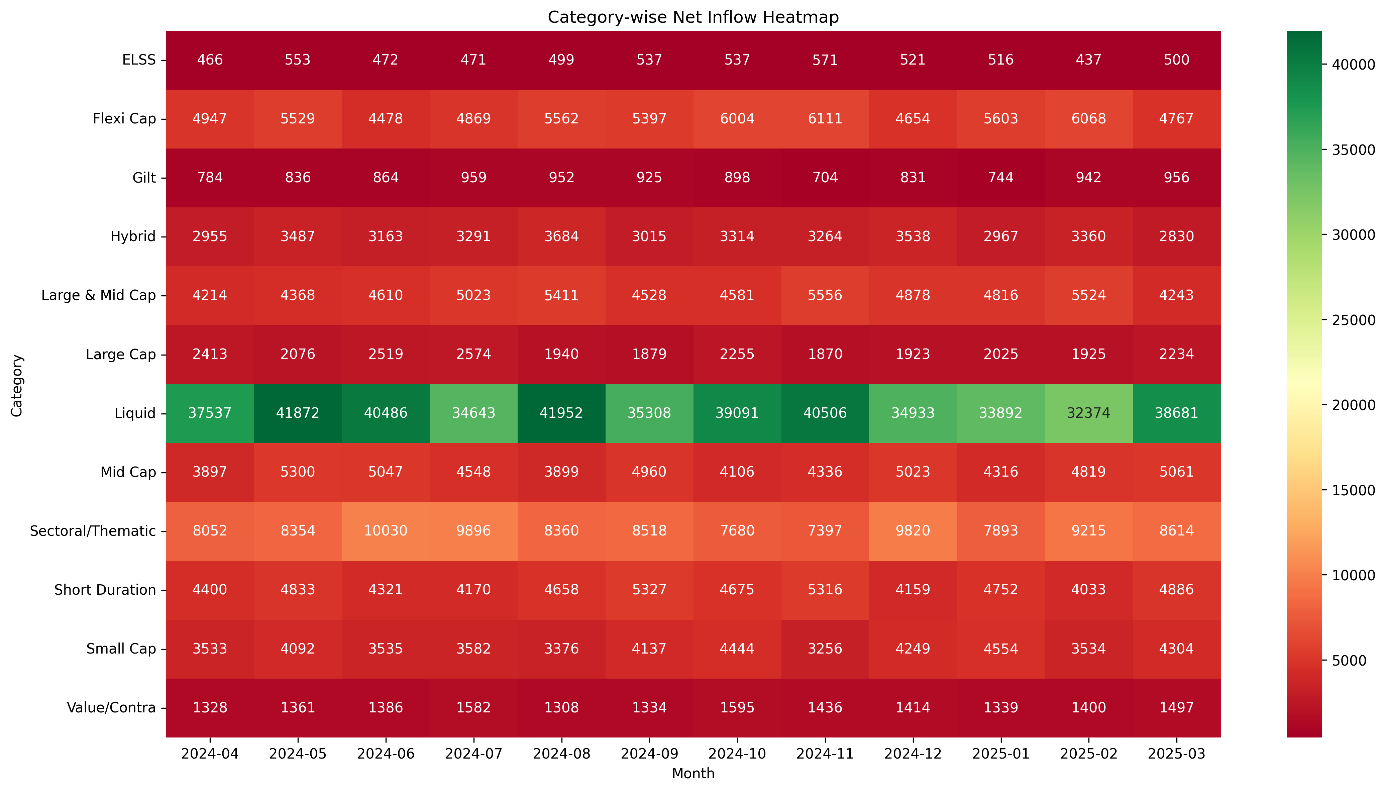 Category-wise Net Inflow Heatmap
ELSS 466 553 472 471 499 537 537 571 521 516 437 500
Flexi Cap 4947 5529 4478 4869 5562 5397 6004 6111 4654 5603 6068 4767
Gilt 784 836 864 959 952 925 898 704 831 744 942 956
Hybrid 2955 3487 3163 3291 3684 3015 3314 3264 3538 2967 3360 2830
Large & Mid Cap 4214 4368 4610 5023 5411 4528 4581 5556 4878 4816 5524 4243
Large Cap 2413 2076 2519 2574 1940 1879 2255 1870 1923 2025 1925 2234
Liquid 37537 41872 40486 34643 41952 35308 39091 40506 34933 33892 32374 38681
Mid Cap 3897 5300 5047 4548 3899 4960 4106 4336 5023 4316 4819 5061
Sectoral/Thematic 8052 8354 10030 9896 8360 8518 7680 7397 9820 7893 9215 8614
Short Duration 4400 4833 4321 4170 4658 5327 4675 5316 4159 4752 4033 4886
Small Cap 3533 4092 3535 3582 3376 4137 4444 3256 4249 4554 3534 4304
Value/Contra 1328 1361 1386 1582 1308 1334 1595 1436 1414 1339 1400 1497
2024-04 2024-05 2024-06 2024-07 2024-08 2024-09 2024-10 2024-11 2024-12 2025-01 2025-02 2025-03
Month
Category
40000
35000
30000
25000
20000
15000
10000
5000